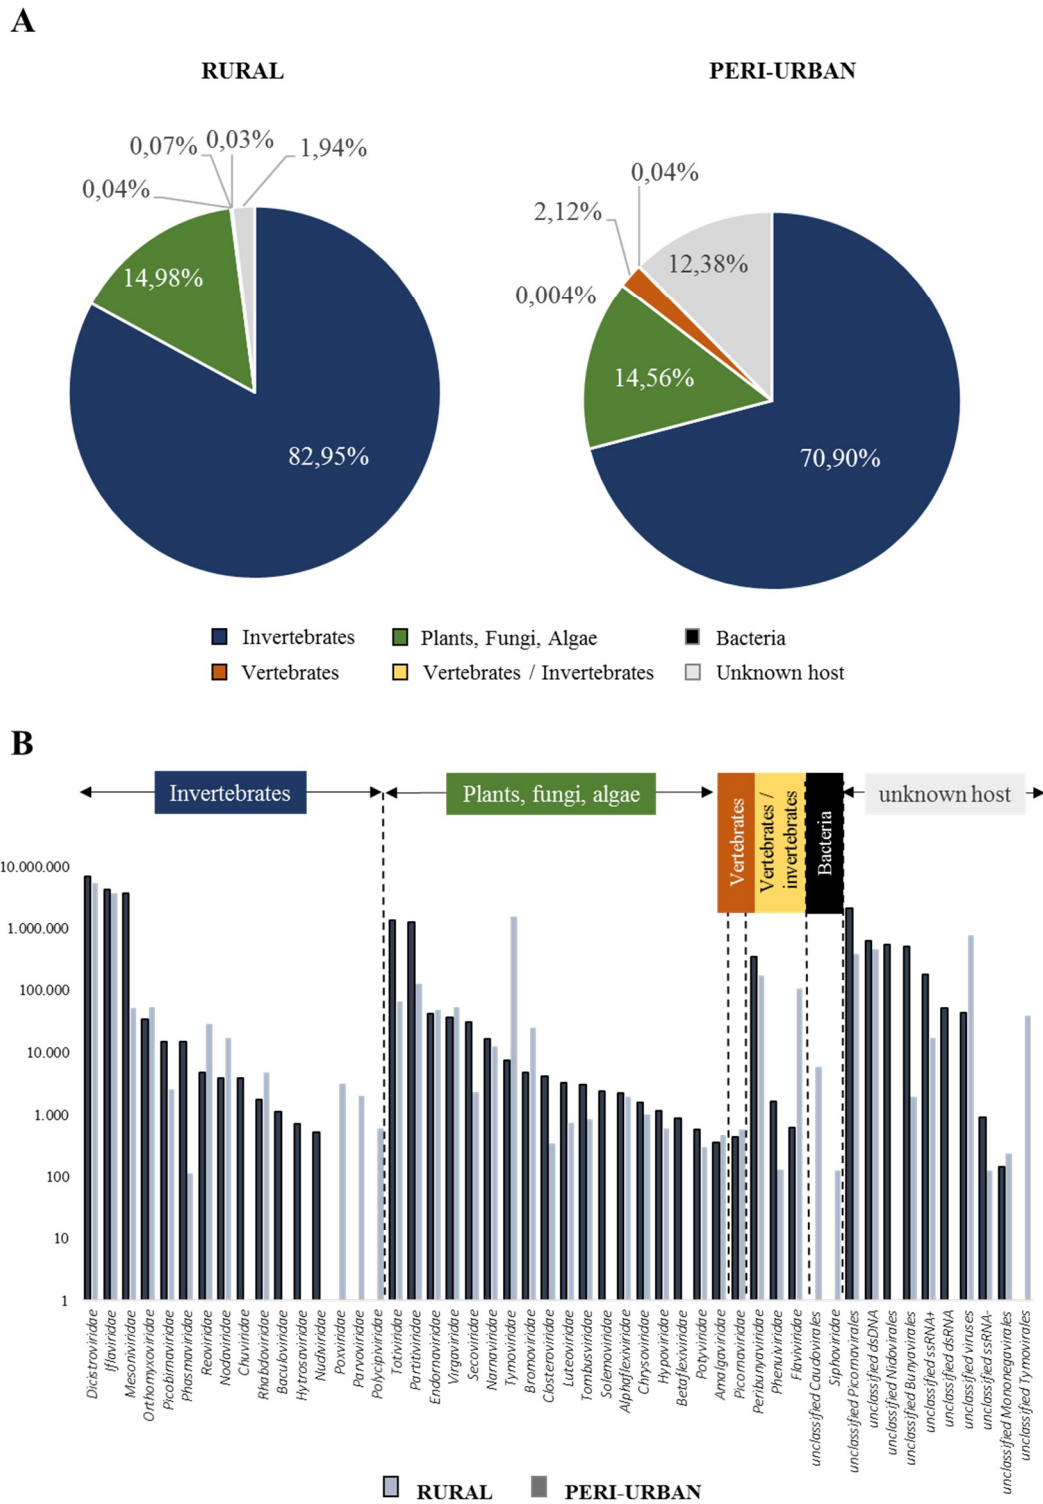 A
RURAL
PERI-URBAN
0,07% 0,03% 1,94%
0,04%
14,98%
82,95%
0,04%
2,12%
12,38%
0,004%
14,56%
70,90%
Invertebrates
Plants, Fungi, Algae
Bacteria
Vertebrates
Vertebrates / Invertebrates
Unknown host
B
Invertebrates
Plants, fungi, algae
Vertebrates
Vertebrates /
invertebrates
Bacteria
unknown host
10.000.000
1.000.000
100.000
10.000
1.000
100
10
1
Dicistroviridae
Iflaviridae
Mesoniviridae
Orthomyxoviridae
Picobirnaviridae
Phasmaviridae
Reoviridae
Nodaviridae
Chuviridae
Rhabdoviridae
Baculoviridae
Hytrosaviridae
Nudiviridae
Poxviridae
Parvoviridae
Polycipiviridae
Totiviridae
Partitiviridae
Endornaviridae
Virgaviridae
Secoviridae
Narnaviridae
Tymoviridae
Bromoviridae
Closteroviridae
Luteoviridae
Tombusviridae
Solemoviridae
Alphaflexiviridae
Chrysoviridae
Hypoviridae
Betaflexiviridae
Potyviridae
Amalgaviridae
Picornaviridae
Peribunyaviridae
Phenuiviridae
Flaviviridae
unclassified Caudovirales
Siphoviridae
unclassified Picornavirales
unclassified dsDNA
unclassified Nidovirales
unclassified Bunyavirales
unclassified ssRNA+
unclassified dsRNA
unclassified viruses
unclassified ssRNA-
unclassified Mononegavirales
unclassified Tymovirales
RURAL
PERI-URBAN